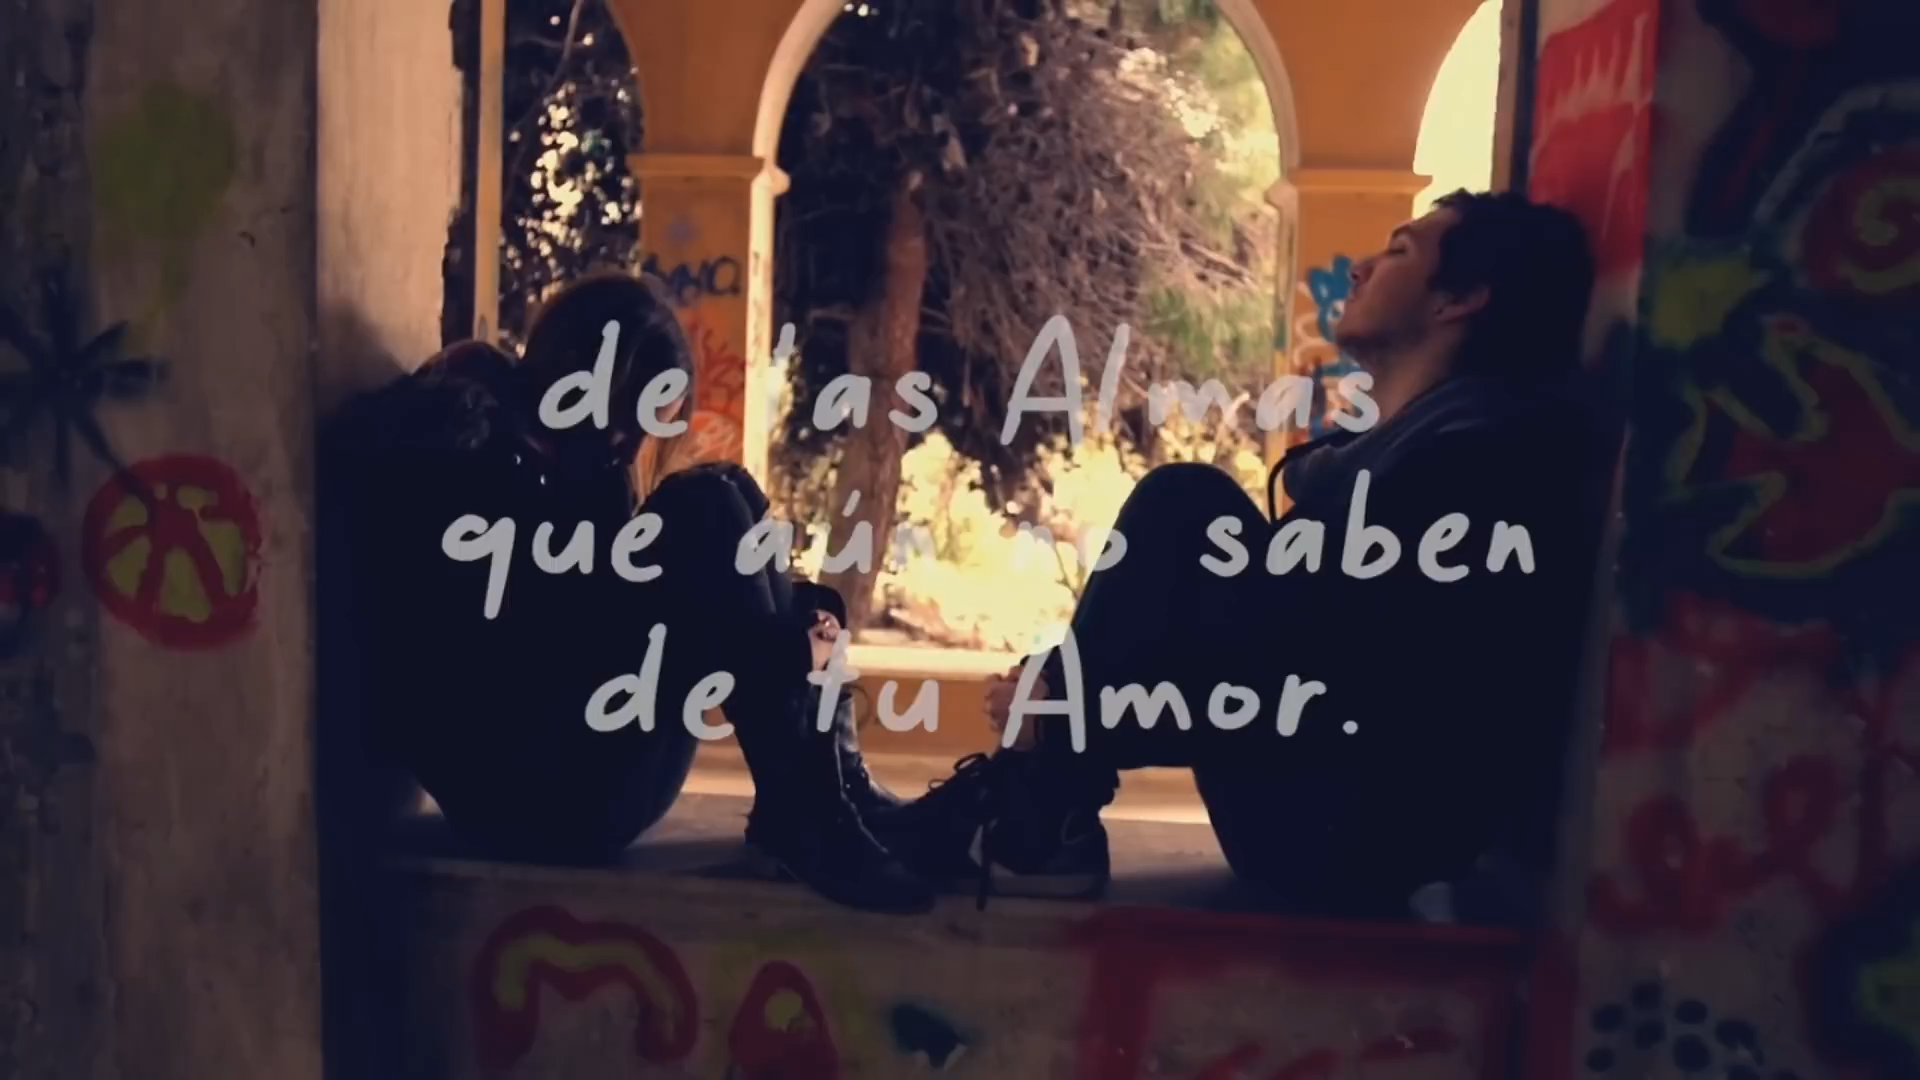 de las Almas
que aún no saben
de tu Amor.